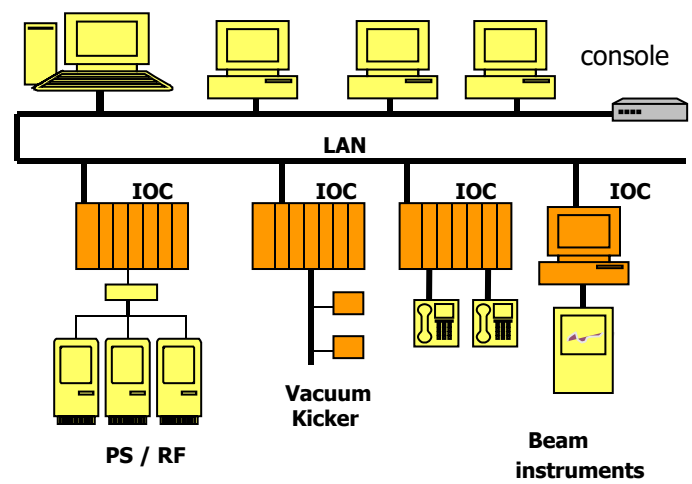 console
LAN
IOC
IOC
IOC
IOC
Vacuum
Kicker
PS / RF
Beam
instruments